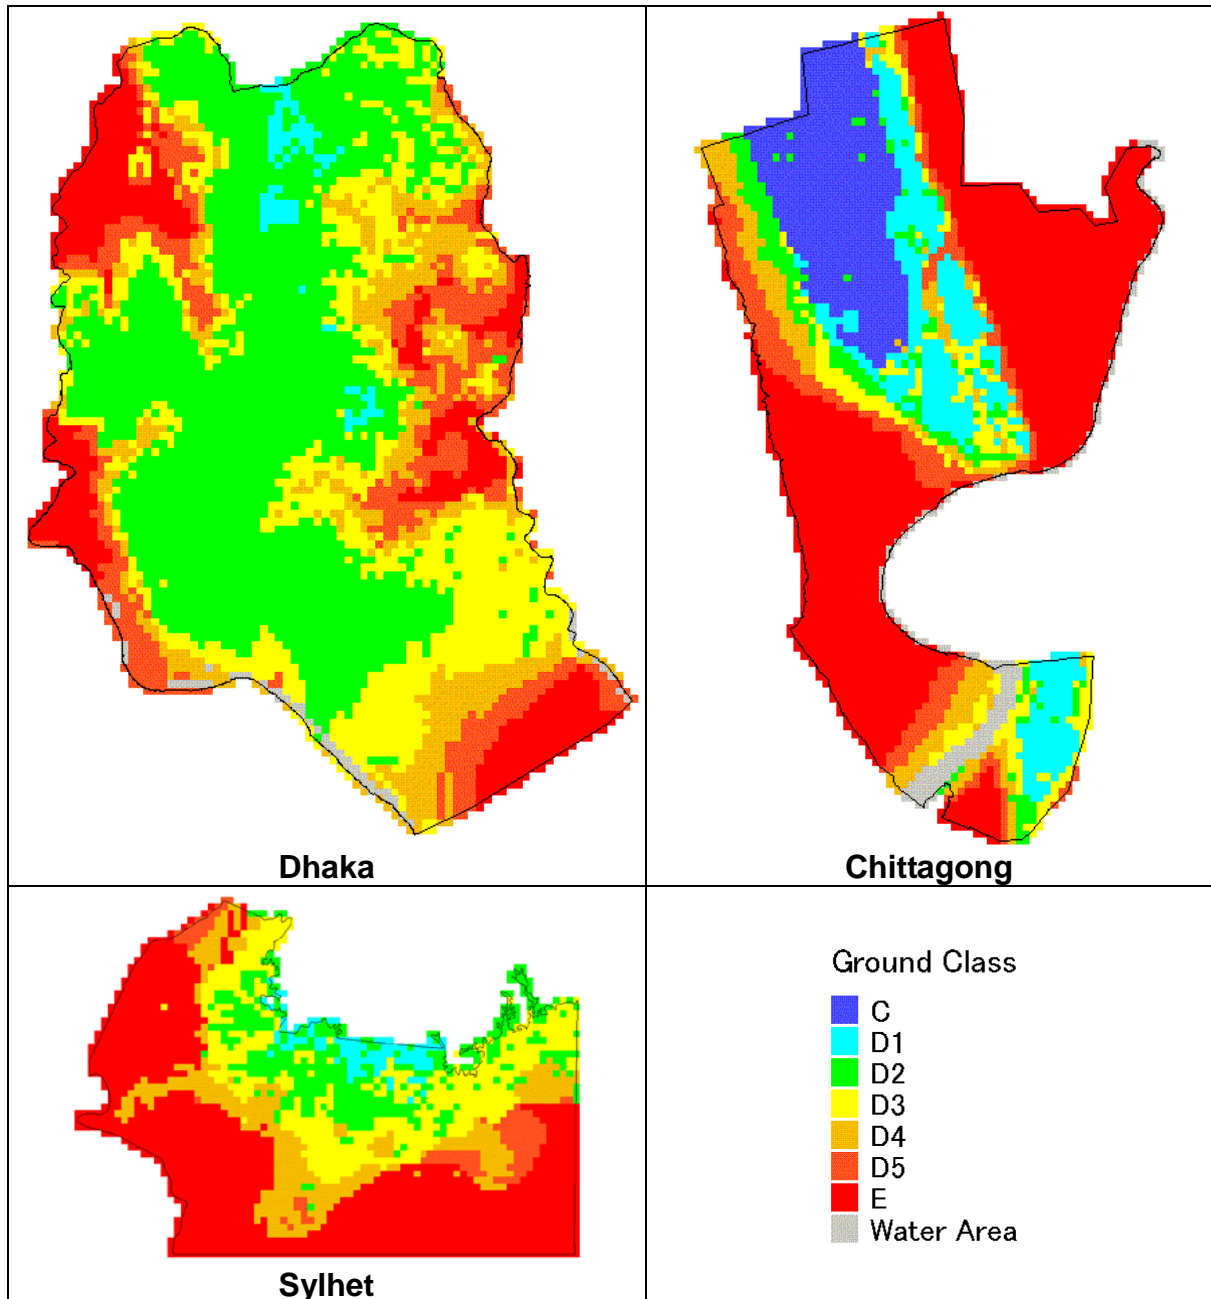 Dhaka
Chittagong
Sylhet
Ground Class
C
D1
D2
D3
D4
D5
E
Water Area